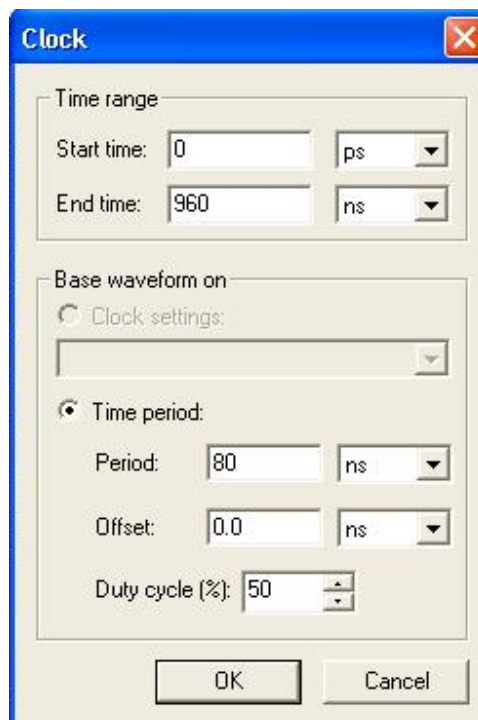 Clock
Time range
Start time: 0 ps
End time: 960 ns
Base waveform on
Clock settings:
Time period:
Period: 80 ns
Offset: 0.0 ns
Duty cycle (%): 50
OK Cancel